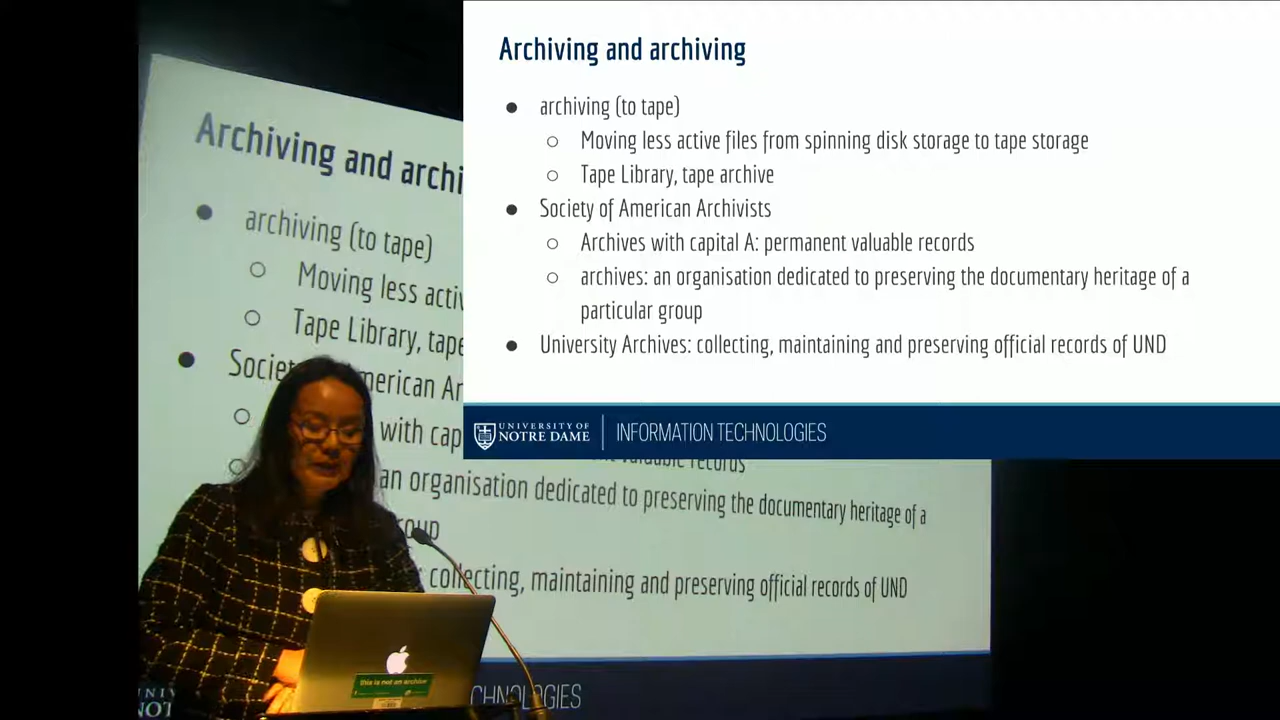 Archiving and archiving
● archiving (to tape)
○ Moving less active files from spinning disk storage to tape storage
○ Tape Library, tape archive
● Society of American Archivists
○ Archives with capital A: permanent valuable records
○ archives: an organisation dedicated to preserving the documentary heritage of a
particular group
● University Archives: collecting, maintaining and preserving official records of UND
UNIVERSITY OF
NOTRE DAME
INFORMATION TECHNOLOGIES
Archiving and archi
● archiving (to tape)
○ Moving less activ
○ Tape Library, tape
● Societ merican Ar
○ with cap t valuable records
○ an organisation dedicated to preserving the documentary heritage of a
roup
collecting, maintaining and preserving official records of UND
UNIV
NOT
CHNOLOGIES
this is not an archive